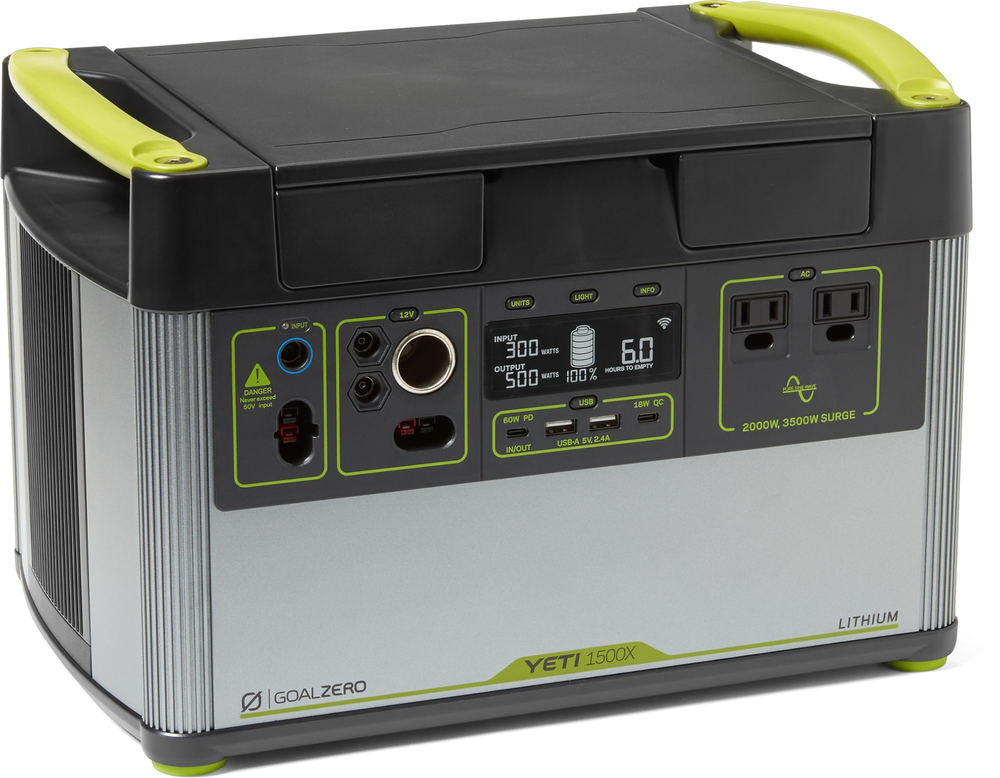 INPUT
DANGER
Never exceed
50V input
12V
UNITS
LIGHT
INFO
INPUT
300 WATTS
OUTPUT
500 WATTS
100%
6.0
HOURS TO EMPTY
USB
60W PD
18W QC
IN/OUT
USB-A 5V, 2.4A
AC
PURE SINE-WAVE
2000W, 3500W SURGE
LITHIUM
YETI 1500X
GOALZERO